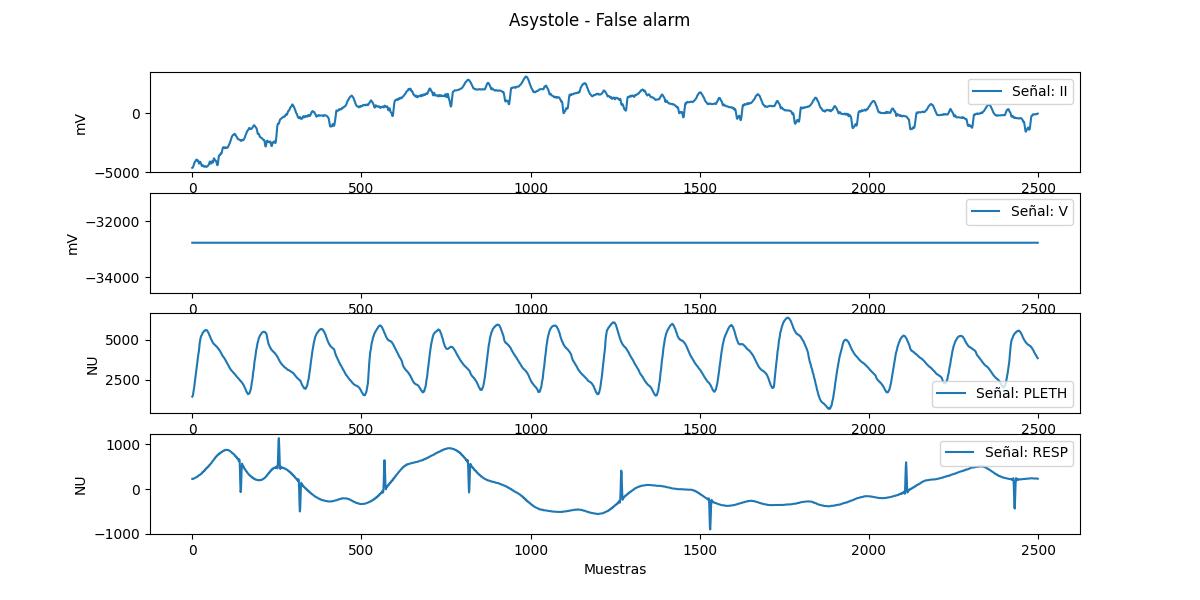 Asystole - False alarm
0
−5000
mV
Señal: II
0 500 1000 1500 2000 2500
−32000
−34000
mV
Señal: V
0 500 1000 1500 2000 2500
5000
2500
NU
Señal: PLETH
0 500 1000 1500 2000 2500
1000
0
−1000
NU
Señal: RESP
0 500 1000 1500 2000 2500
Muestras